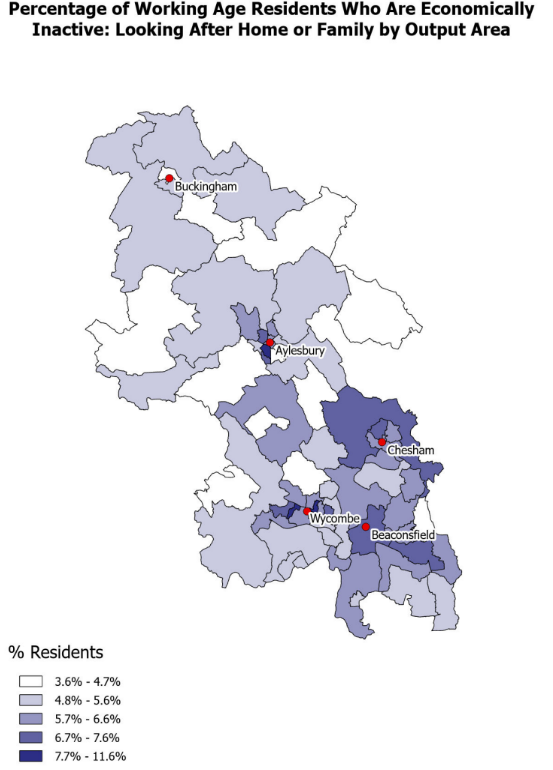 Percentage of Working Age Residents Who Are Economically
Inactive: Looking After Home or Family by Output Area
Buckingham
Aylesbury
Chesham
Wycombe
Beaconsfield
% Residents
3.6% - 4.7%
4.8% - 5.6%
5.7% - 6.6%
6.7% - 7.6%
7.7% - 11.6%